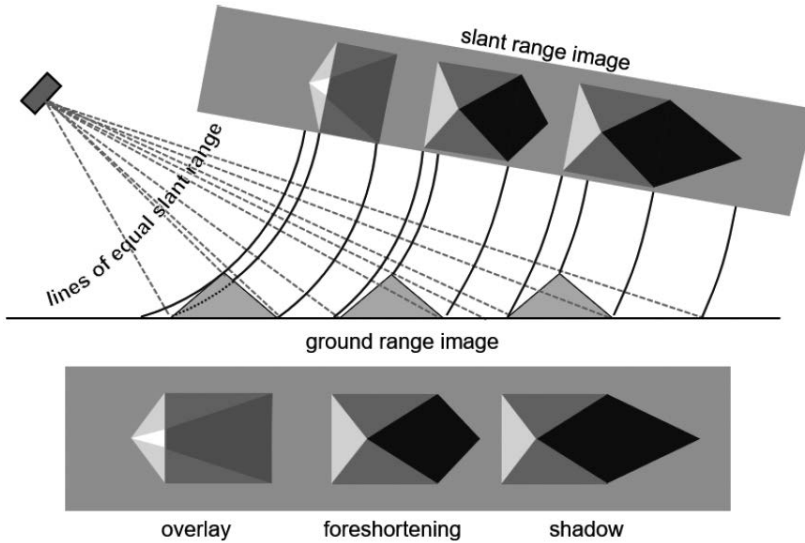 slant range image
lines of equal slant range
ground range image
overlay
foreshortening
shadow